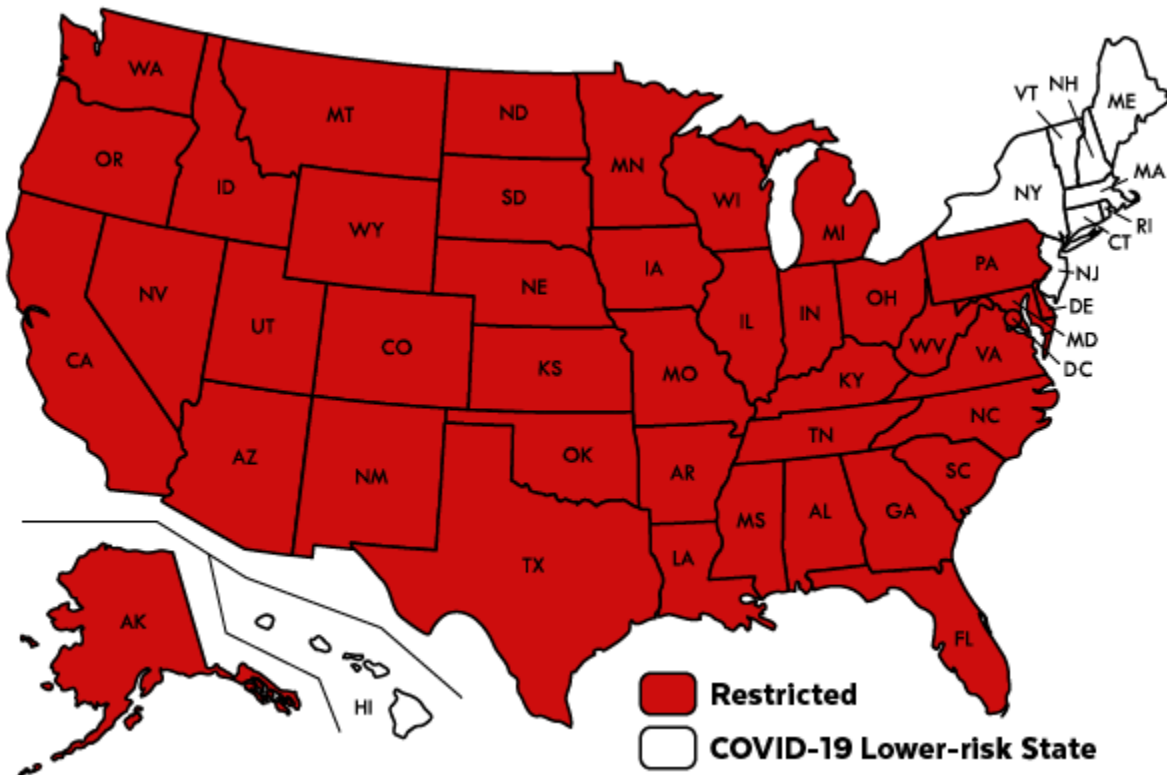 WA
MT
ND
MN
VT
NH
ME
OR
ID
SD
WI
MA
NY
WY
MI
RI
CT
NV
NE
IA
PA
NJ
UT
CO
IL
IN
OH
DE
CA
KS
MO
WV
VA
MD
KY
DC
AZ
NM
OK
TN
NC
AR
SC
MS
AL
GA
TX
LA
AK
FL
HI
Restricted
COVID-19 Lower-risk State